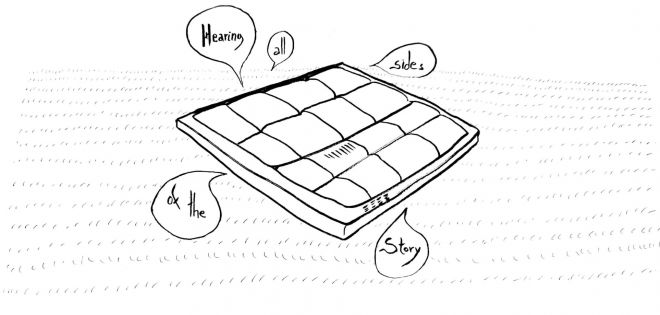 Hearing
all
sides
of the
Story